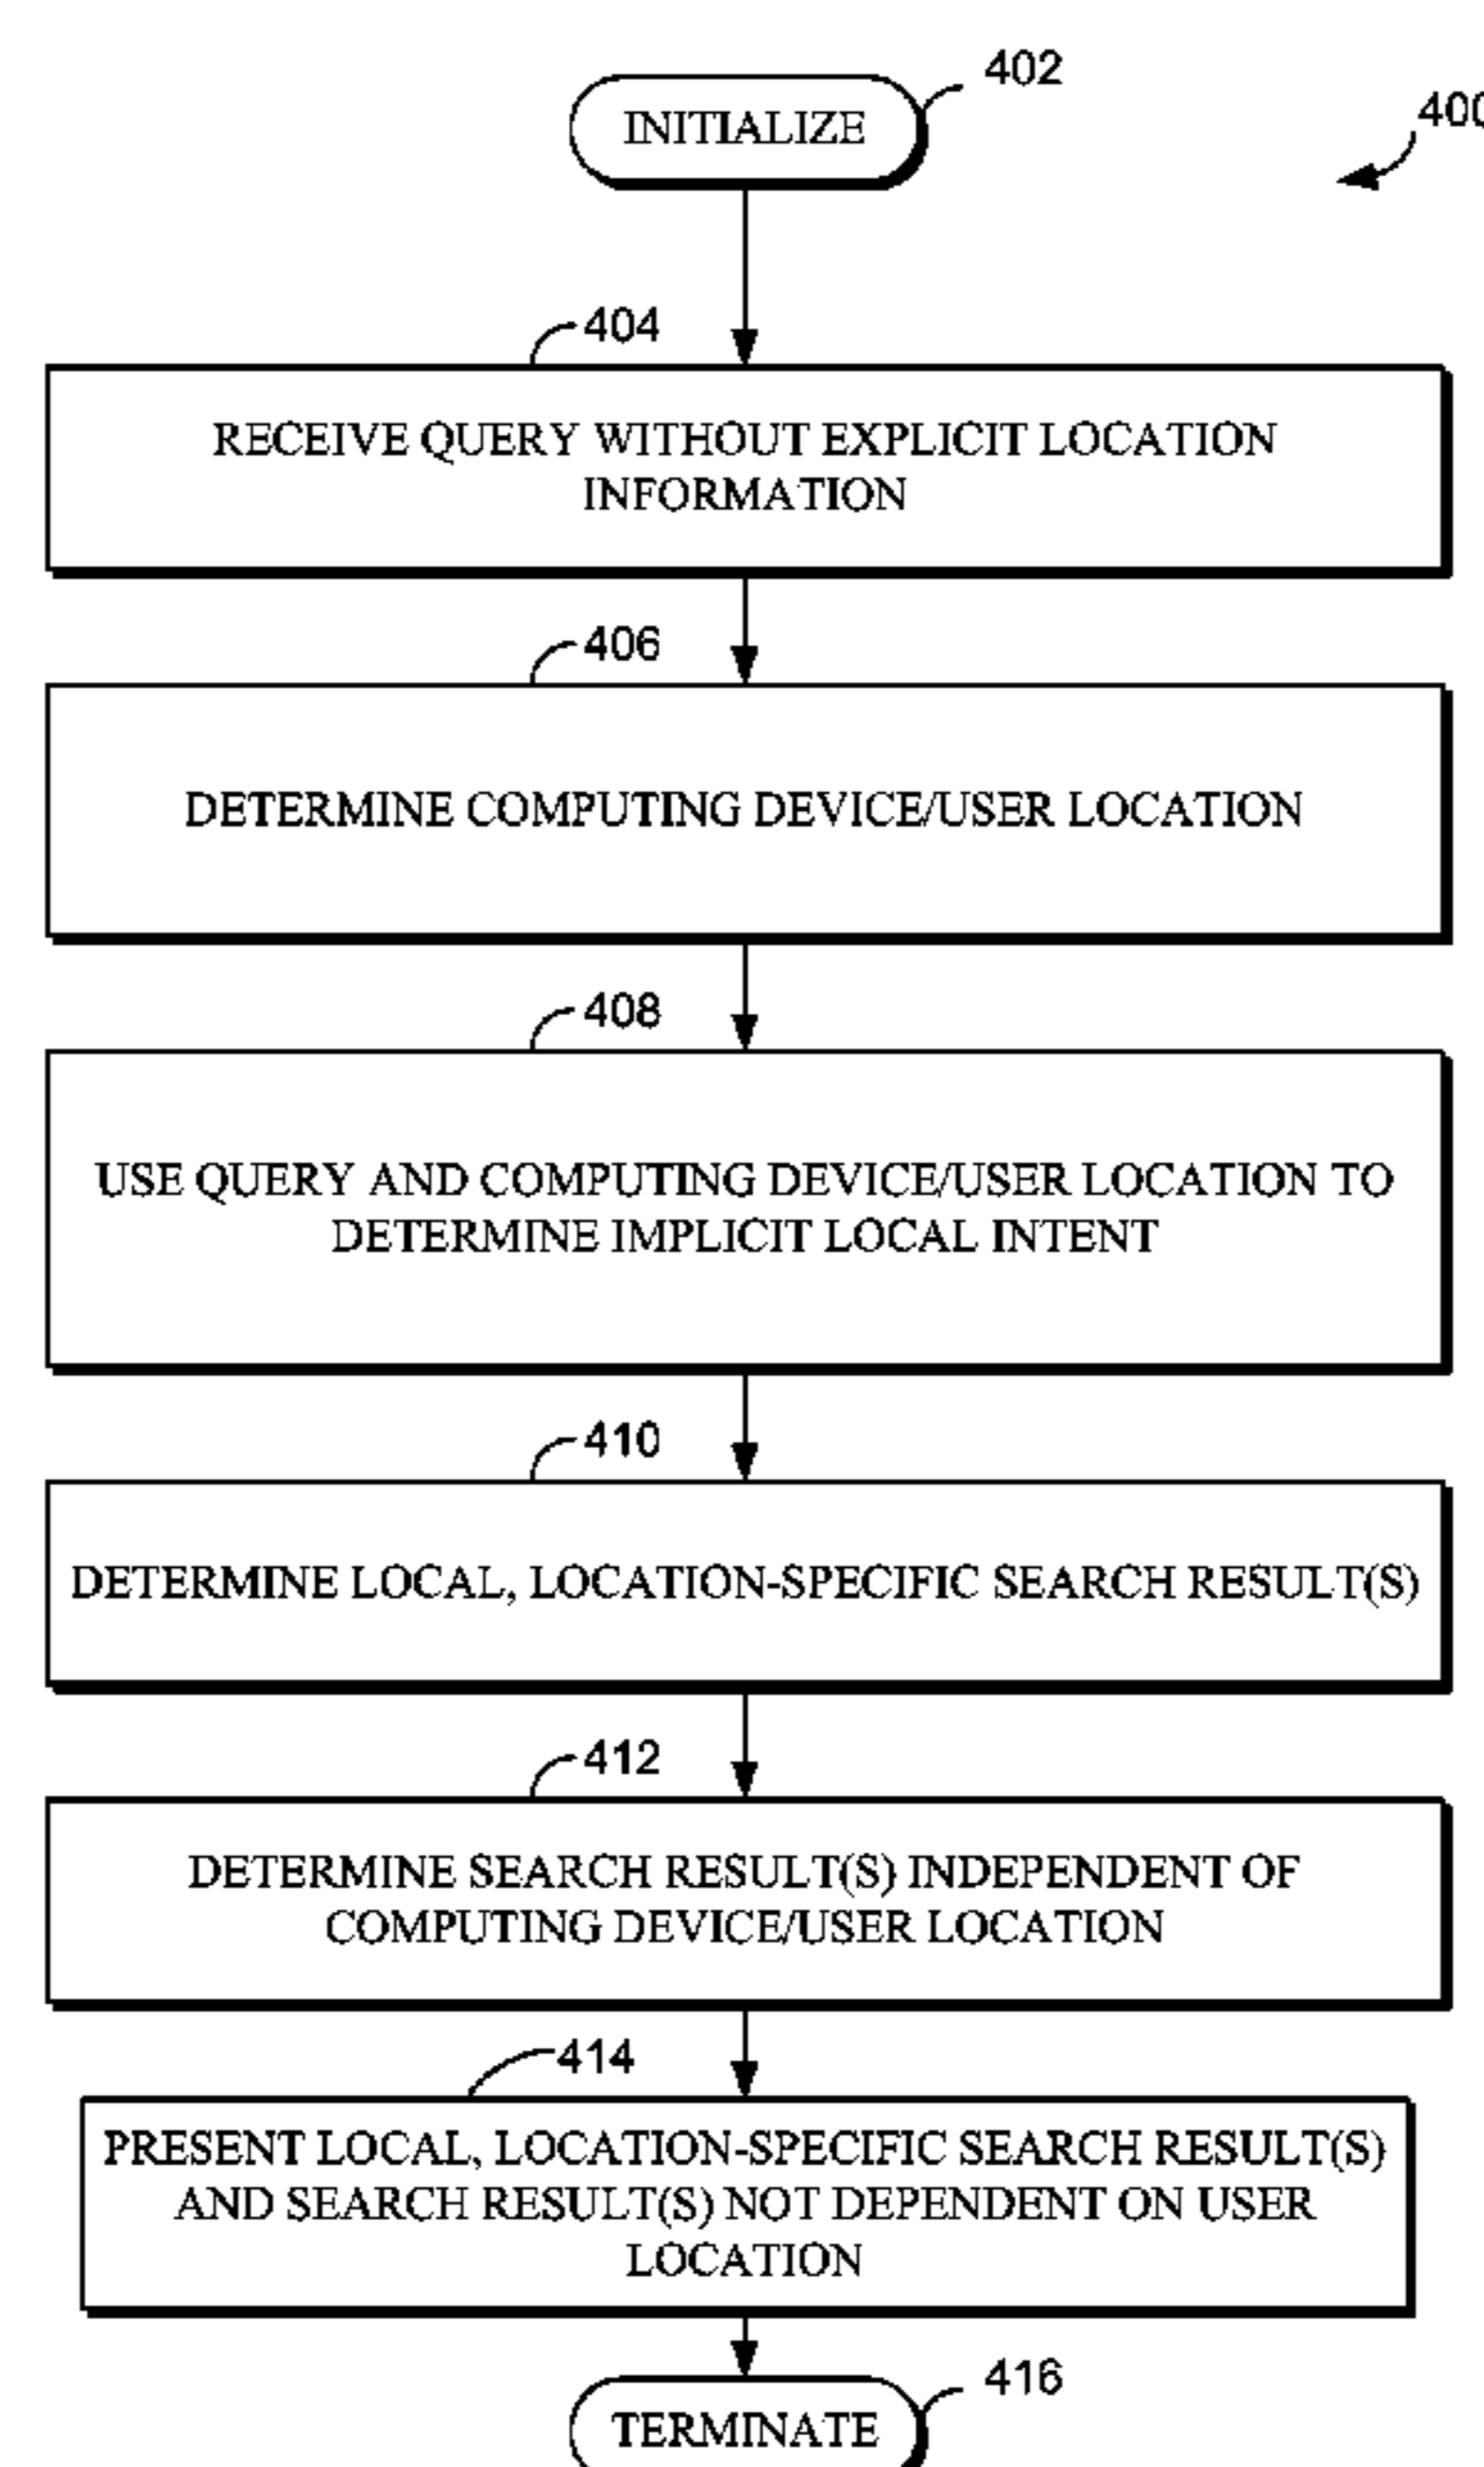 402
INITIALIZE
400
404
RECEIVE QUERY WITHOUT EXPLICIT LOCATION
INFORMATION
406
DETERMINE COMPUTING DEVICE/USER LOCATION
408
USE QUERY AND COMPUTING DEVICE/USER LOCATION TO
DETERMINE IMPLICIT LOCAL INTENT
410
DETERMINE LOCAL, LOCATION-SPECIFIC SEARCH RESULT(S)
412
DETERMINE SEARCH RESULT(S) INDEPENDENT OF
COMPUTING DEVICE/USER LOCATION
414
PRESENT LOCAL, LOCATION-SPECIFIC SEARCH RESULT(S)
AND SEARCH RESULT(S) NOT DEPENDENT ON USER
LOCATION
416
TERMINATE